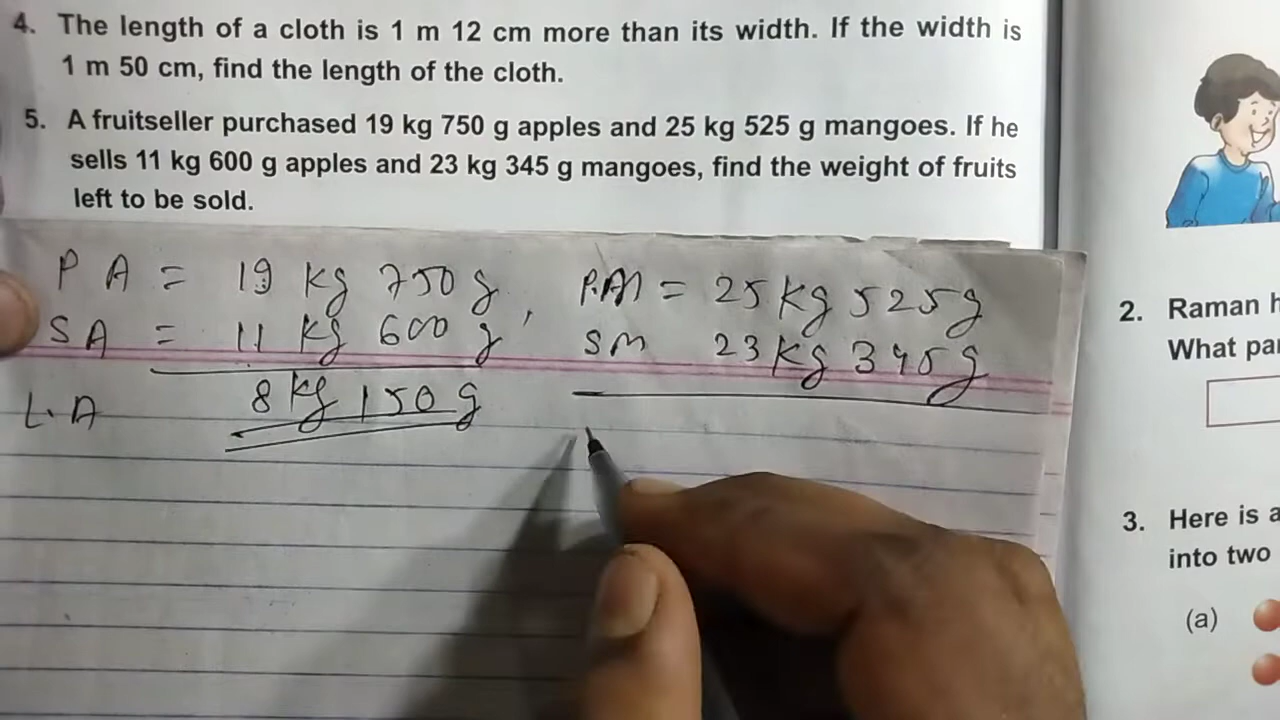 4. The length of a cloth is 1 m 12 cm more than its width. If the width is
1 m 50 cm, find the length of the cloth.
5. A fruitseller purchased 19 kg 750 g apples and 25 kg 525 g mangoes. If he
sells 11 kg 600 g apples and 23 kg 345 g mangoes, find the weight of fruits
left to be sold.
P A = 19 kg 750 g, P.M = 25 kg 525 g
S A = 11 kg 600 g SM 23 kg 345 g
L.A 8 kg 150 g
2. Raman
What
3. Here is a
into two
(a)